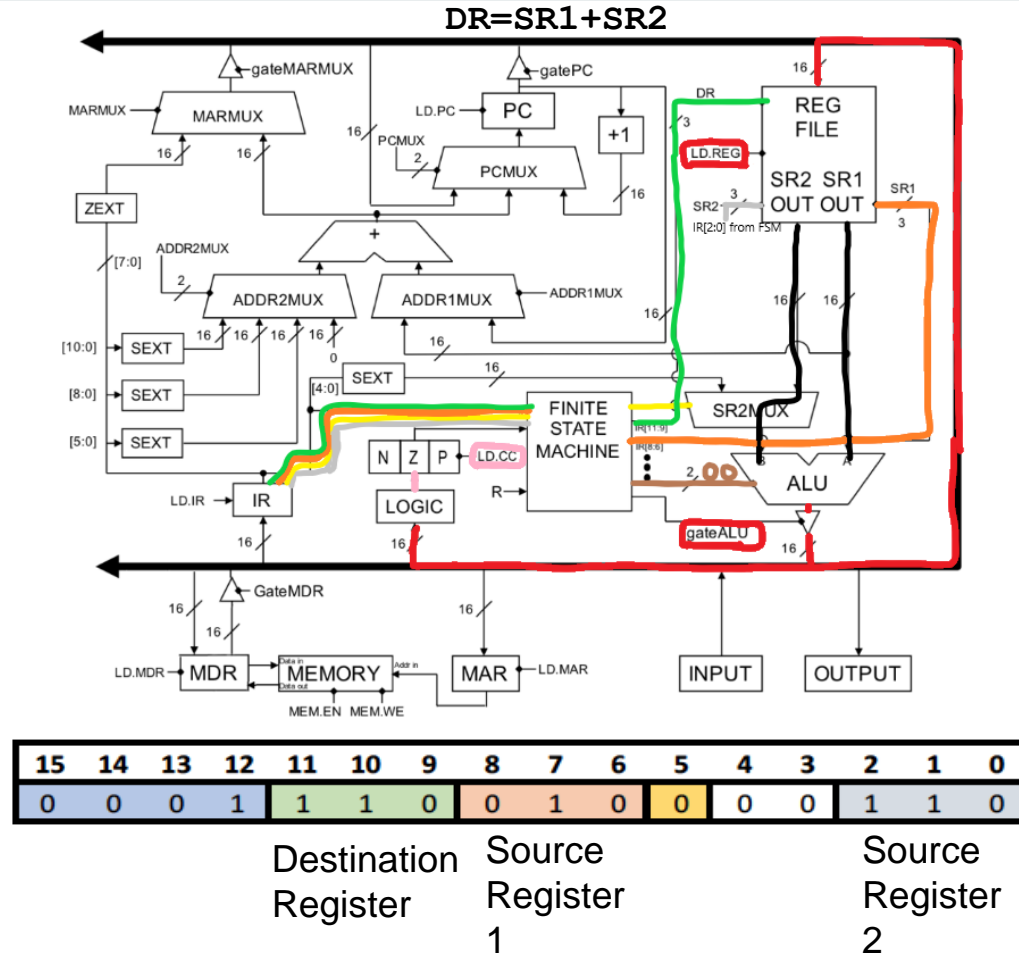 DR=SR1+SR2
gateMARMUX
gatePC
16
DR
REG
FILE
MARMUX
MARMUX
LD.PC
PC
3
+1
16
PCMUX
2
PCMUX
LD.REG
16
16
16
ZEXT
SR2 SR1
OUT OUT
SR2
3
SR1
3
IR[2:0] from FSM
+
[7:0]
ADDR2MUX
2
ADDR2MUX
ADDR1MUX
ADDR1MUX
16
16
16
16
16
16
16
0
[10:0]
SEXT
16
[4:0]
SEXT
16
[8:0]
SEXT
SR2MUX
FINITE
STATE
MACHINE
IR[11:9]
IR[8:6]
[5:0]
SEXT
N Z P
LD.CC
B
A
2
00
ALU
LD.IR
IR
LOGIC
R
gateALU
16
16
16
GateMDR
16
16
16
LD.MDR
MDR
Data in
Data out
MEMORY
Addr in
MAR
LD.MAR
INPUT
OUTPUT
MEM.EN MEM.WE
15 14 13 12 11 10 9 8 7 6 5 4 3 2 1 0
0 0 0 1 1 1 0 0 1 0 0 0 0 1 1 0
Destination
Register
Source
Register
1
Source
Register
2